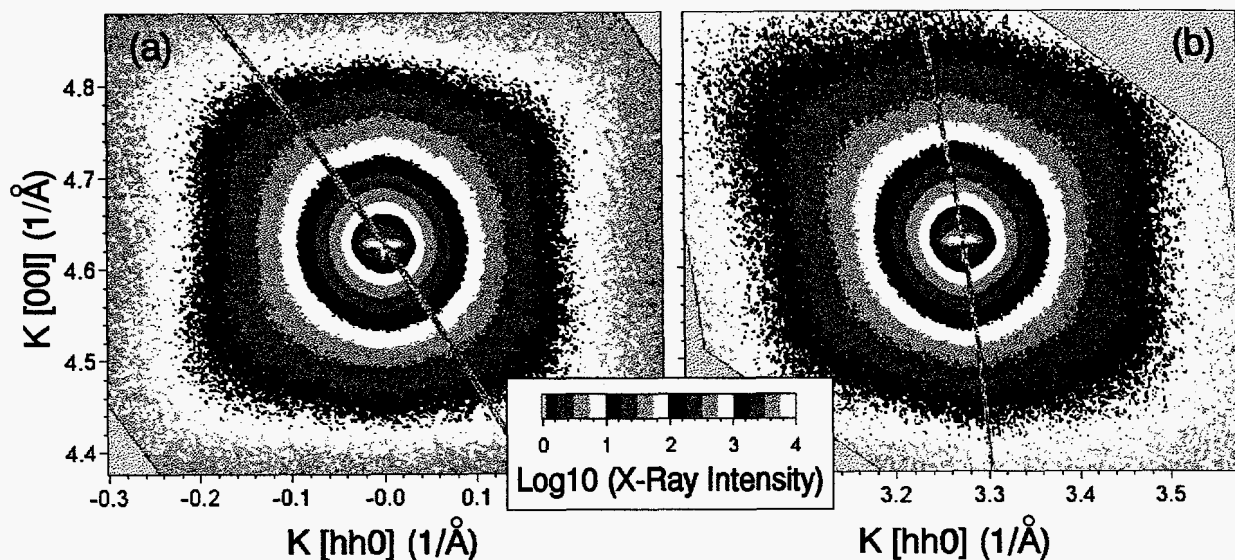 (a)
(b)
K [00l] (1/Å)
4.8
4.7
4.6
4.5
4.4
-0.3
-0.1
-0.0
0.1
3.2
3.3
3.4
3.5
K [hh0] (1/Å)
K [hh0] (1/Å)
0 1 2 3 4
Log10 (X-Ray Intensity)